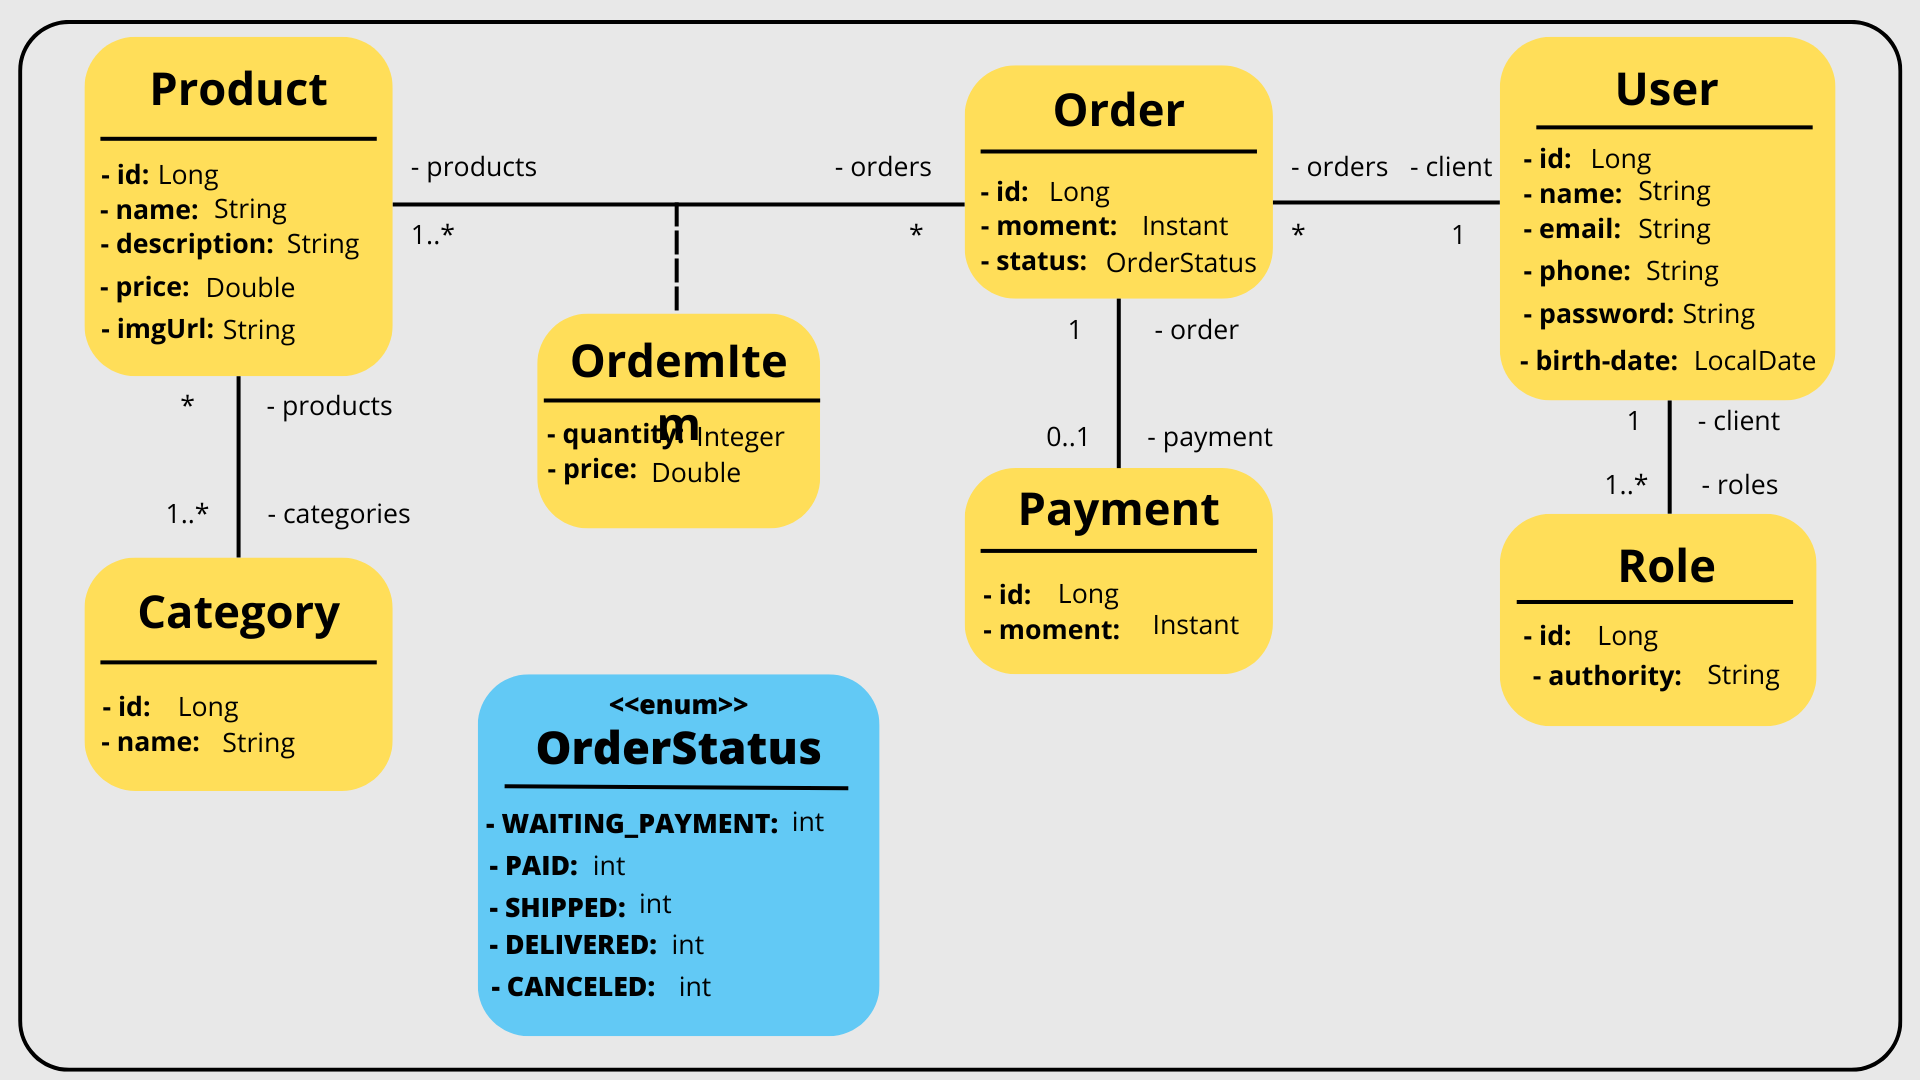 Product
- id: Long
- name: String
- description: String
- price: Double
- imgUrl: String
- products
1..*
- orders
*
OrdemIte
m
- quantity: Integer
- price: Double
Order
- id: Long
- moment: Instant
- status: OrderStatus
- orders
*
- client
1
User
- id: Long
- name: String
- email: String
- phone: String
- password: String
- birth-date: LocalDate
* - products
1..* - categories
Category
- id: Long
- name: String
1 - order
0..1 - payment
Payment
- id: Long
- moment: Instant
1 - client
1..* - roles
Role
- id: Long
- authority: String
<<enum>>
OrderStatus
- WAITING_PAYMENT: int
- PAID: int
- SHIPPED: int
- DELIVERED: int
- CANCELED: int